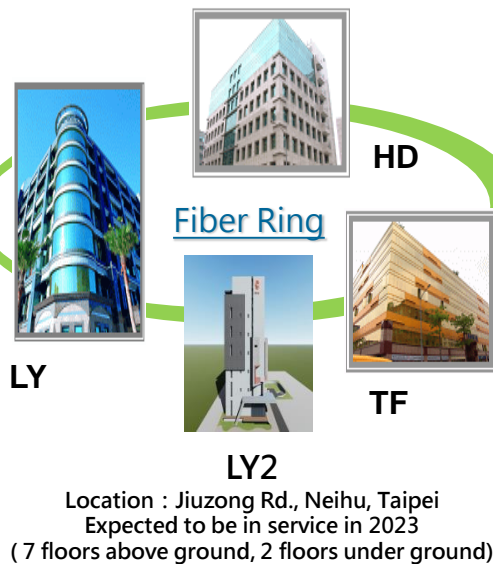 HD
Fiber Ring
LY
TF
LY2
Location : Jiuzong Rd., Neihu, Taipei
Expected to be in service in 2023
( 7 floors above ground, 2 floors under ground)